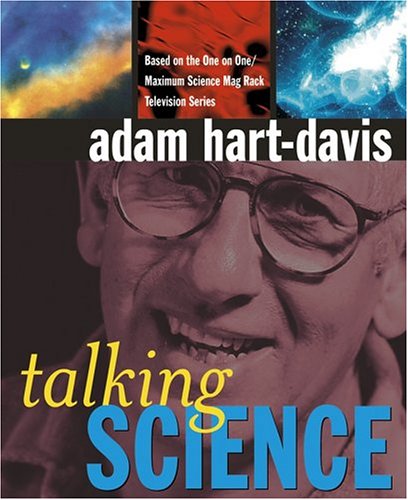 Based on the One on One/
Maximum Science Mag Rack
Television Series
adam hart-davis
talking
SCIENCE